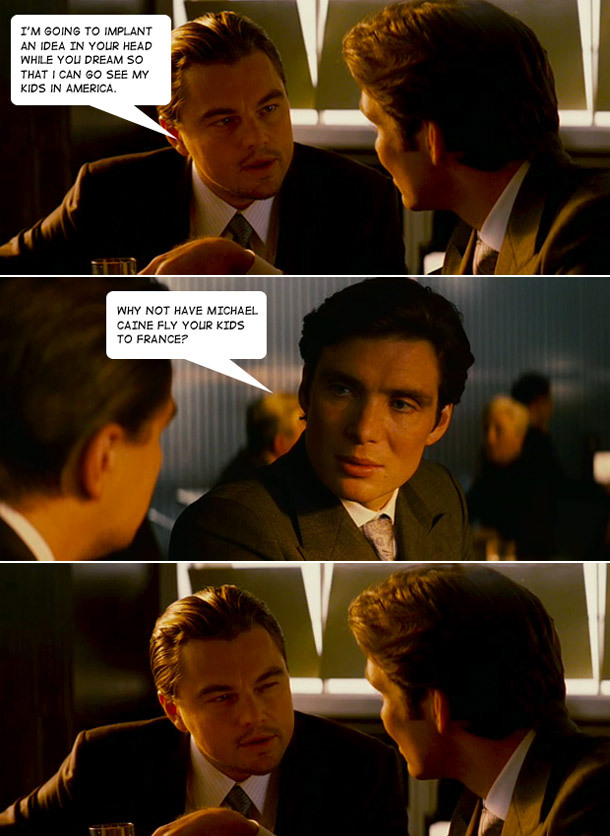 I'M GOING TO IMPLANT
AN IDEA IN YOUR HEAD
WHILE YOU DREAM SO
THAT I CAN GO SEE MY
KIDS IN AMERICA.
WHY NOT HAVE MICHAEL
CAINE FLY YOUR KIDS
TO FRANCE?